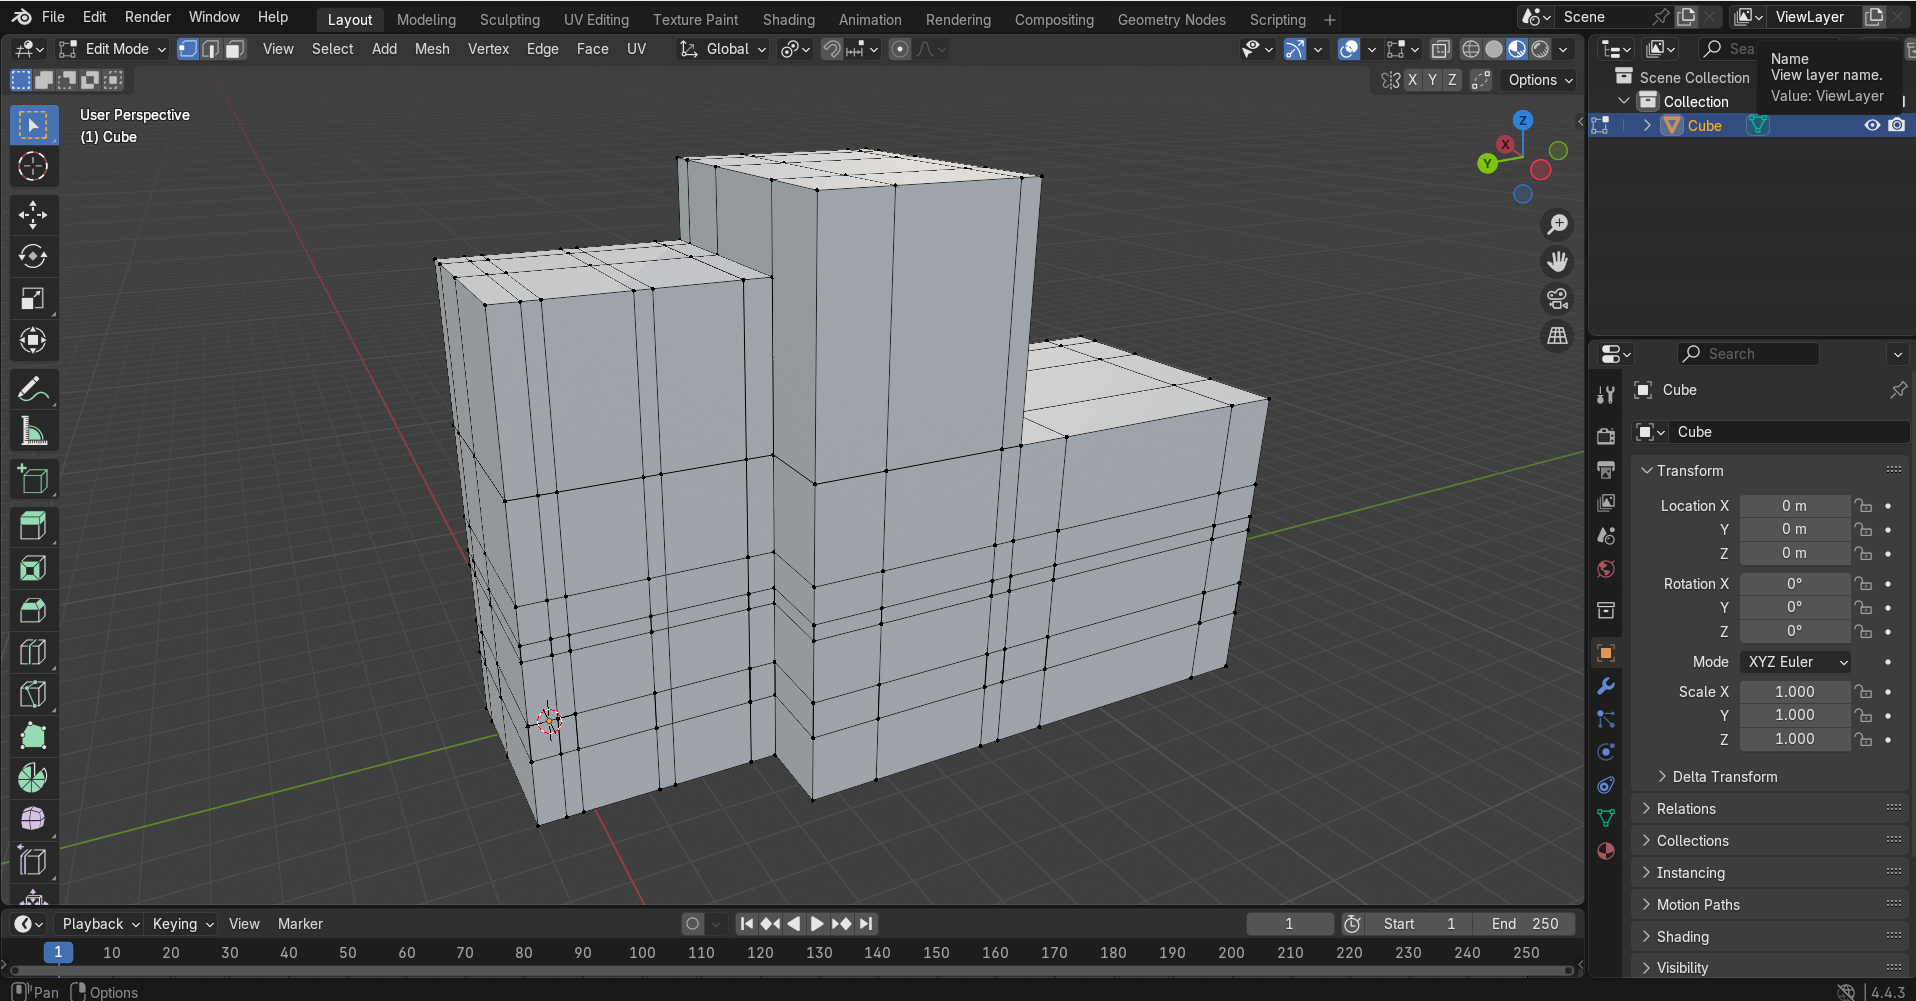 File Edit Render Window Help Layout Modeling Sculpting UV Editing Texture Paint Shading Animation Rendering Compositing Geometry Nodes Scripting + Scene ViewLayer
Edit Mode View Select Add Mesh Vertex Edge Face UV Global Sea
X Y Z Options
User Perspective
(1) Cube
Z
X
Y
Name
View layer name.
Value: ViewLayer
Scene Collection
Collection
Cube
Search
Cube
Cube
Transform
Location X 0 m
Y 0 m
Z 0 m
Rotation X 0°
Y 0°
Z 0°
Mode XYZ Euler
Scale X 1.000
Y 1.000
Z 1.000
Delta Transform
Relations
Collections
Instancing
Motion Paths
Shading
Visibility
Playback Keying View Marker 1 Start 1 End 250
1 10 20 30 40 50 60 70 80 90 100 110 120 130 140 150 160 170 180 190 200 210 220 230 240 250
Pan Options 4.4.3